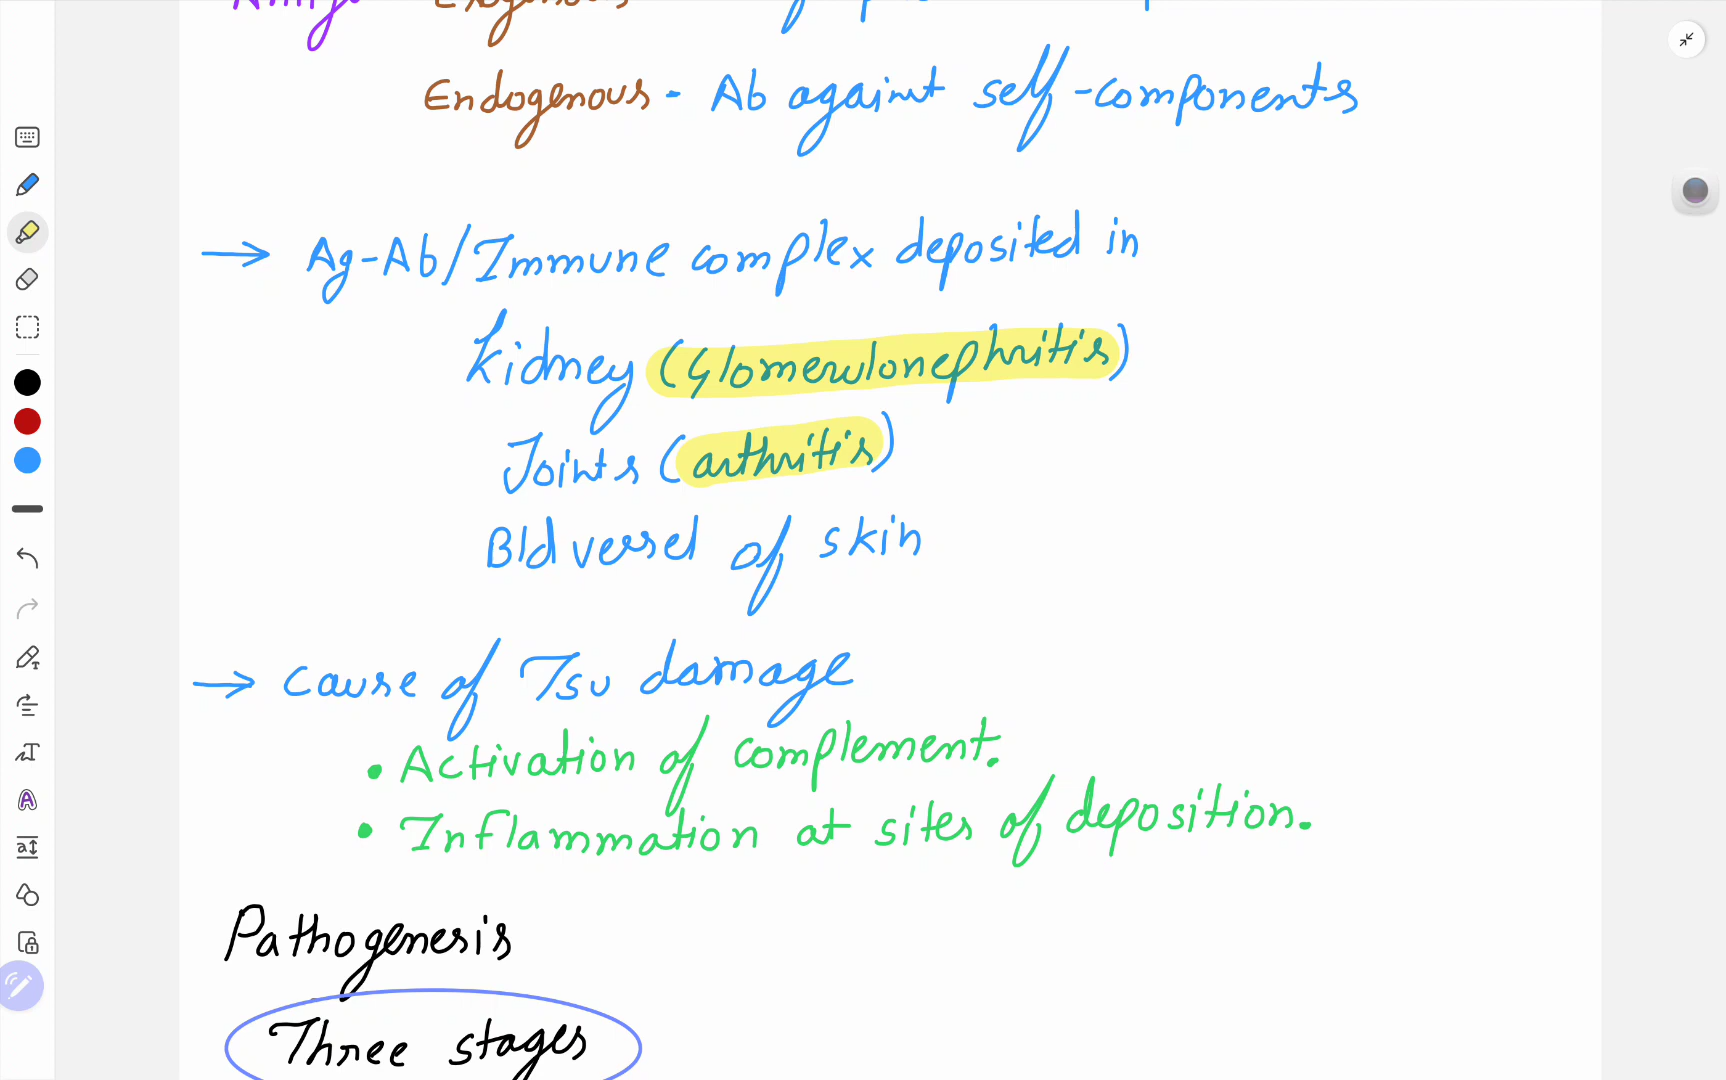 Exogenous
Endogenous - Ab against self-components
→ Ag-Ab/Immune complex deposited in
Kidney (Glomerulonephritis)
Joints (arthritis)
Bld vessel of skin
→ Cause of Tsu damage
• Activation of complement.
• Inflammation at sites of deposition.
Pathogenesis
Three stages